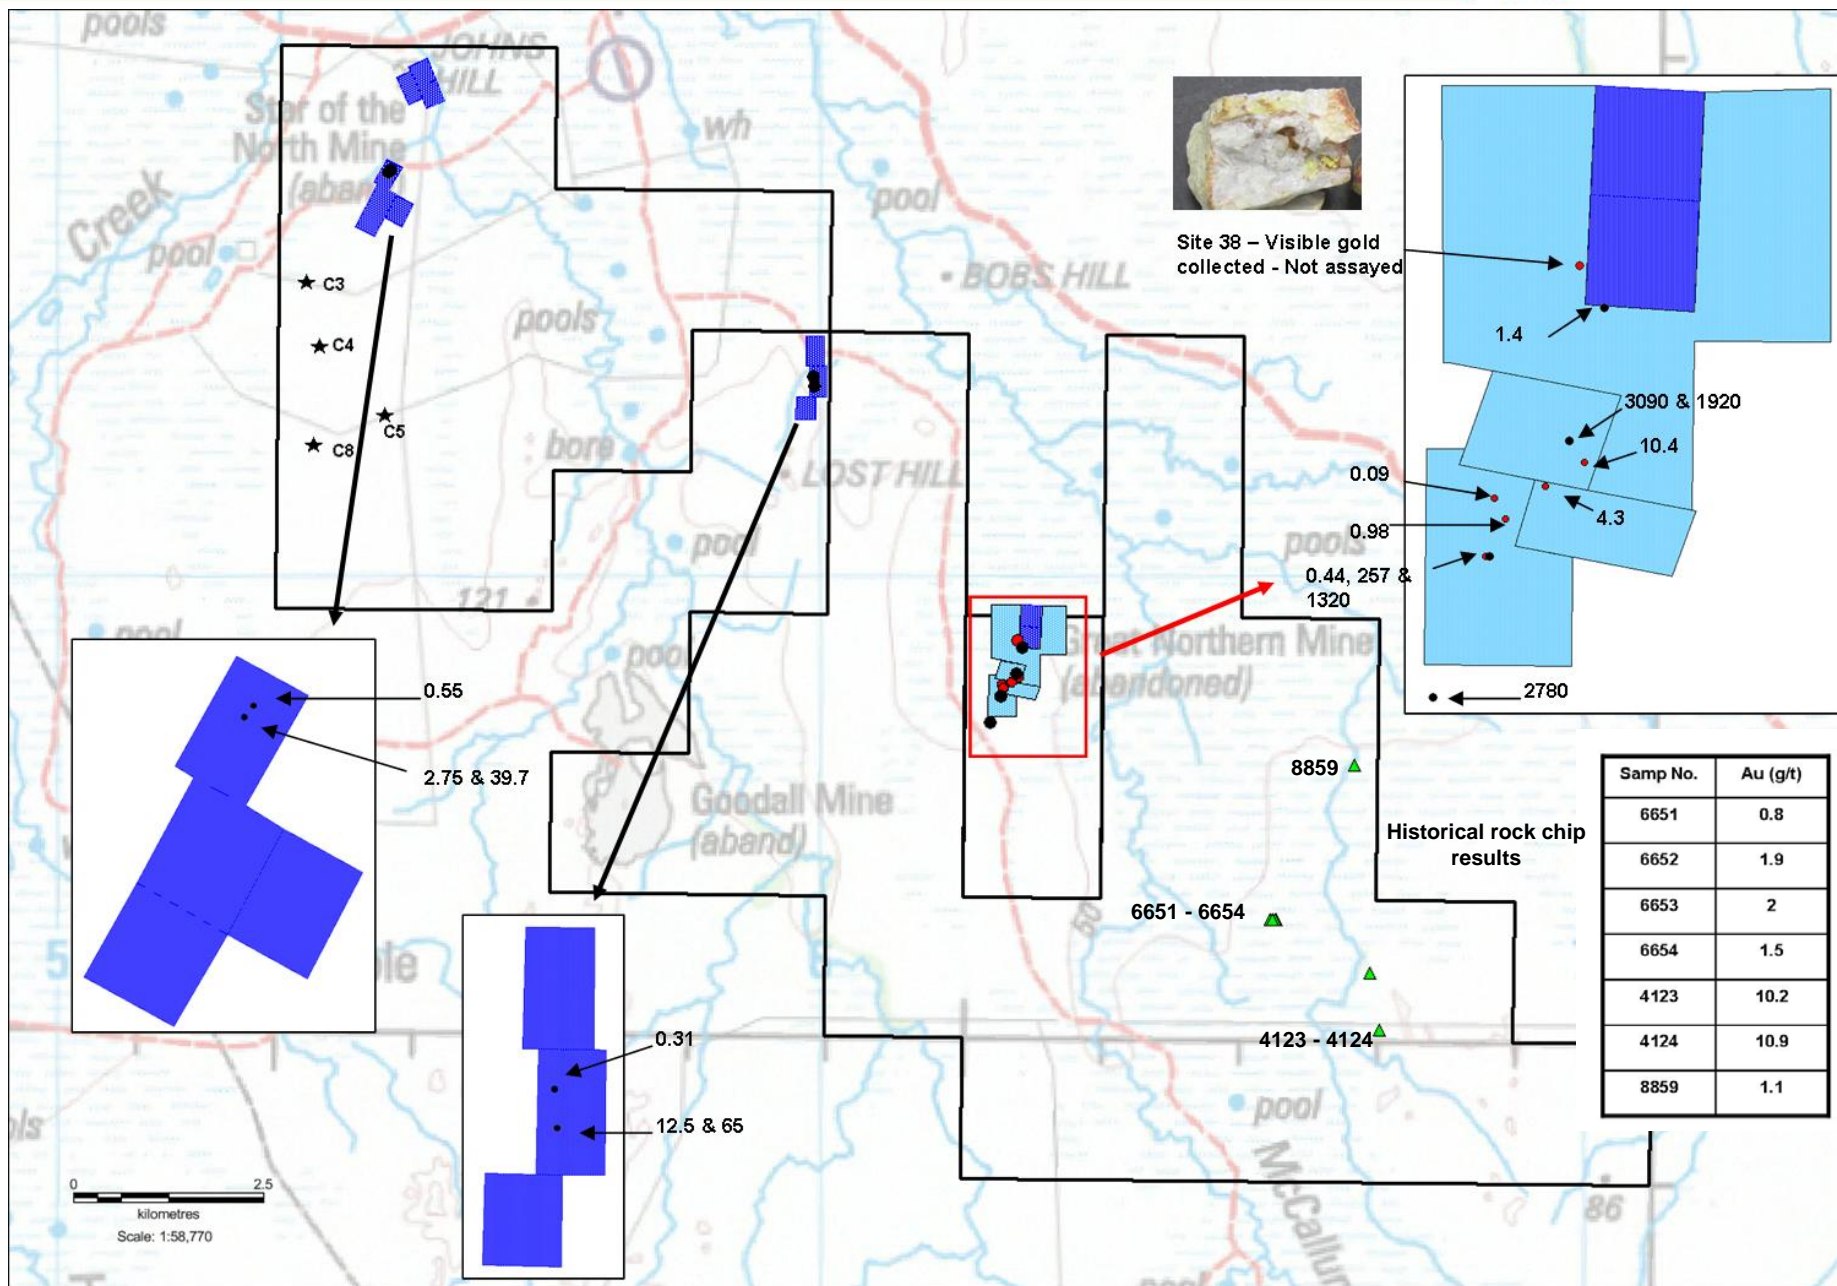 pools
JOHNS
HILL
Star of the
North Mine
(aband
Creek
pool
wh
pool
BOBS HILL
C3
C4
C5
C8
pools
bore
LOST HILL
pool
pools
121
pool
pool
Great Northern Mine
(abandoned)
Goodall Mine
(aband)
60
pool
McCallum
86
Site 38 – Visible gold
collected - Not assayed
1.4
3090 & 1920
10.4
0.09
4.3
0.98
0.44, 257 &
1320
2780
0.55
2.75 & 39.7
0.31
12.5 & 65
8859
6651 - 6654
4123 - 4124
Historical rock chip
results
Samp No. Au (g/t)
6651 0.8
6652 1.9
6653 2
6654 1.5
4123 10.2
4124 10.9
8859 1.1
0 2.5
kilometres
Scale: 1:58,770